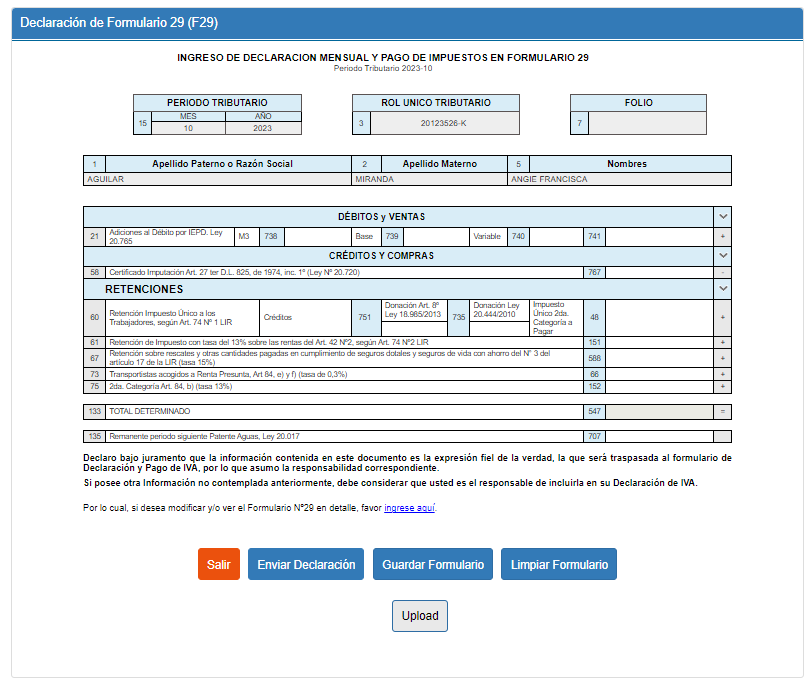 Declaración de Formulario 29 (F29)
INGRESO DE DECLARACION MENSUAL Y PAGO DE IMPUESTOS EN FORMULARIO 29
Periodo Tributario 2023-10
PERIODO TRIBUTARIO
15 MES AÑO
10 2023
ROL UNICO TRIBUTARIO
3 20123526-K
FOLIO
7
1 Apellido Paterno o Razón Social 2 Apellido Materno 5 Nombres
AGUILAR MIRANDA ANGIE FRANCISCA
DÉBITOS y VENTAS
21 Adiciones al Débito por IEPD. Ley 20.765 M3 738 Base 739 Variable 740 741 +
CRÉDITOS Y COMPRAS
58 Certificado Imputación Art. 27 ter D.L. 825, de 1974, inc. 1º (Ley Nº 20.720) 767 -
RETENCIONES
60 Retención Impuesto Único a los Trabajadores, según Art. 74 Nº 1 LIR Créditos 751 Donación Art. 8º Ley 18.985/2013 735 Donación Ley 20.444/2010 Impuesto Único 2da. Categoría a Pagar 48 +
61 Retención de Impuesto con tasa del 13% sobre las rentas del Art. 42 Nº2, según Art. 74 Nº2 LIR 151 +
67 Retención sobre rescates y otras cantidades pagadas en cumplimiento de seguros dotales y seguros de vida con ahorro del N° 3 del
artículo 17 de la LIR (tasa 15%) 588 +
73 Transportistas acogidos a Renta Presunta, Art 84, e) y f) (tasa de 0,3%) 66 +
75 2da. Categoría Art. 84, b) (tasa 13%) 152 +
133 TOTAL DETERMINADO 547 =
135 Remanente periodo siguiente Patente Aguas, Ley 20.017 707
Declaro bajo juramento que la información contenida en este documento es la expresión fiel de la verdad, la que será traspasada al formulario de
Declaración y Pago de IVA, por lo que asumo la responsabilidad correspondiente.
Si posee otra Información no contemplada anteriormente, debe considerar que usted es el responsable de incluirla en su Declaración de IVA.
Por lo cual, si desea modificar y/o ver el Formulario N°29 en detalle, favor ingrese aquí.
Salir
Enviar Declaración
Guardar Formulario
Limpiar Formulario
Upload